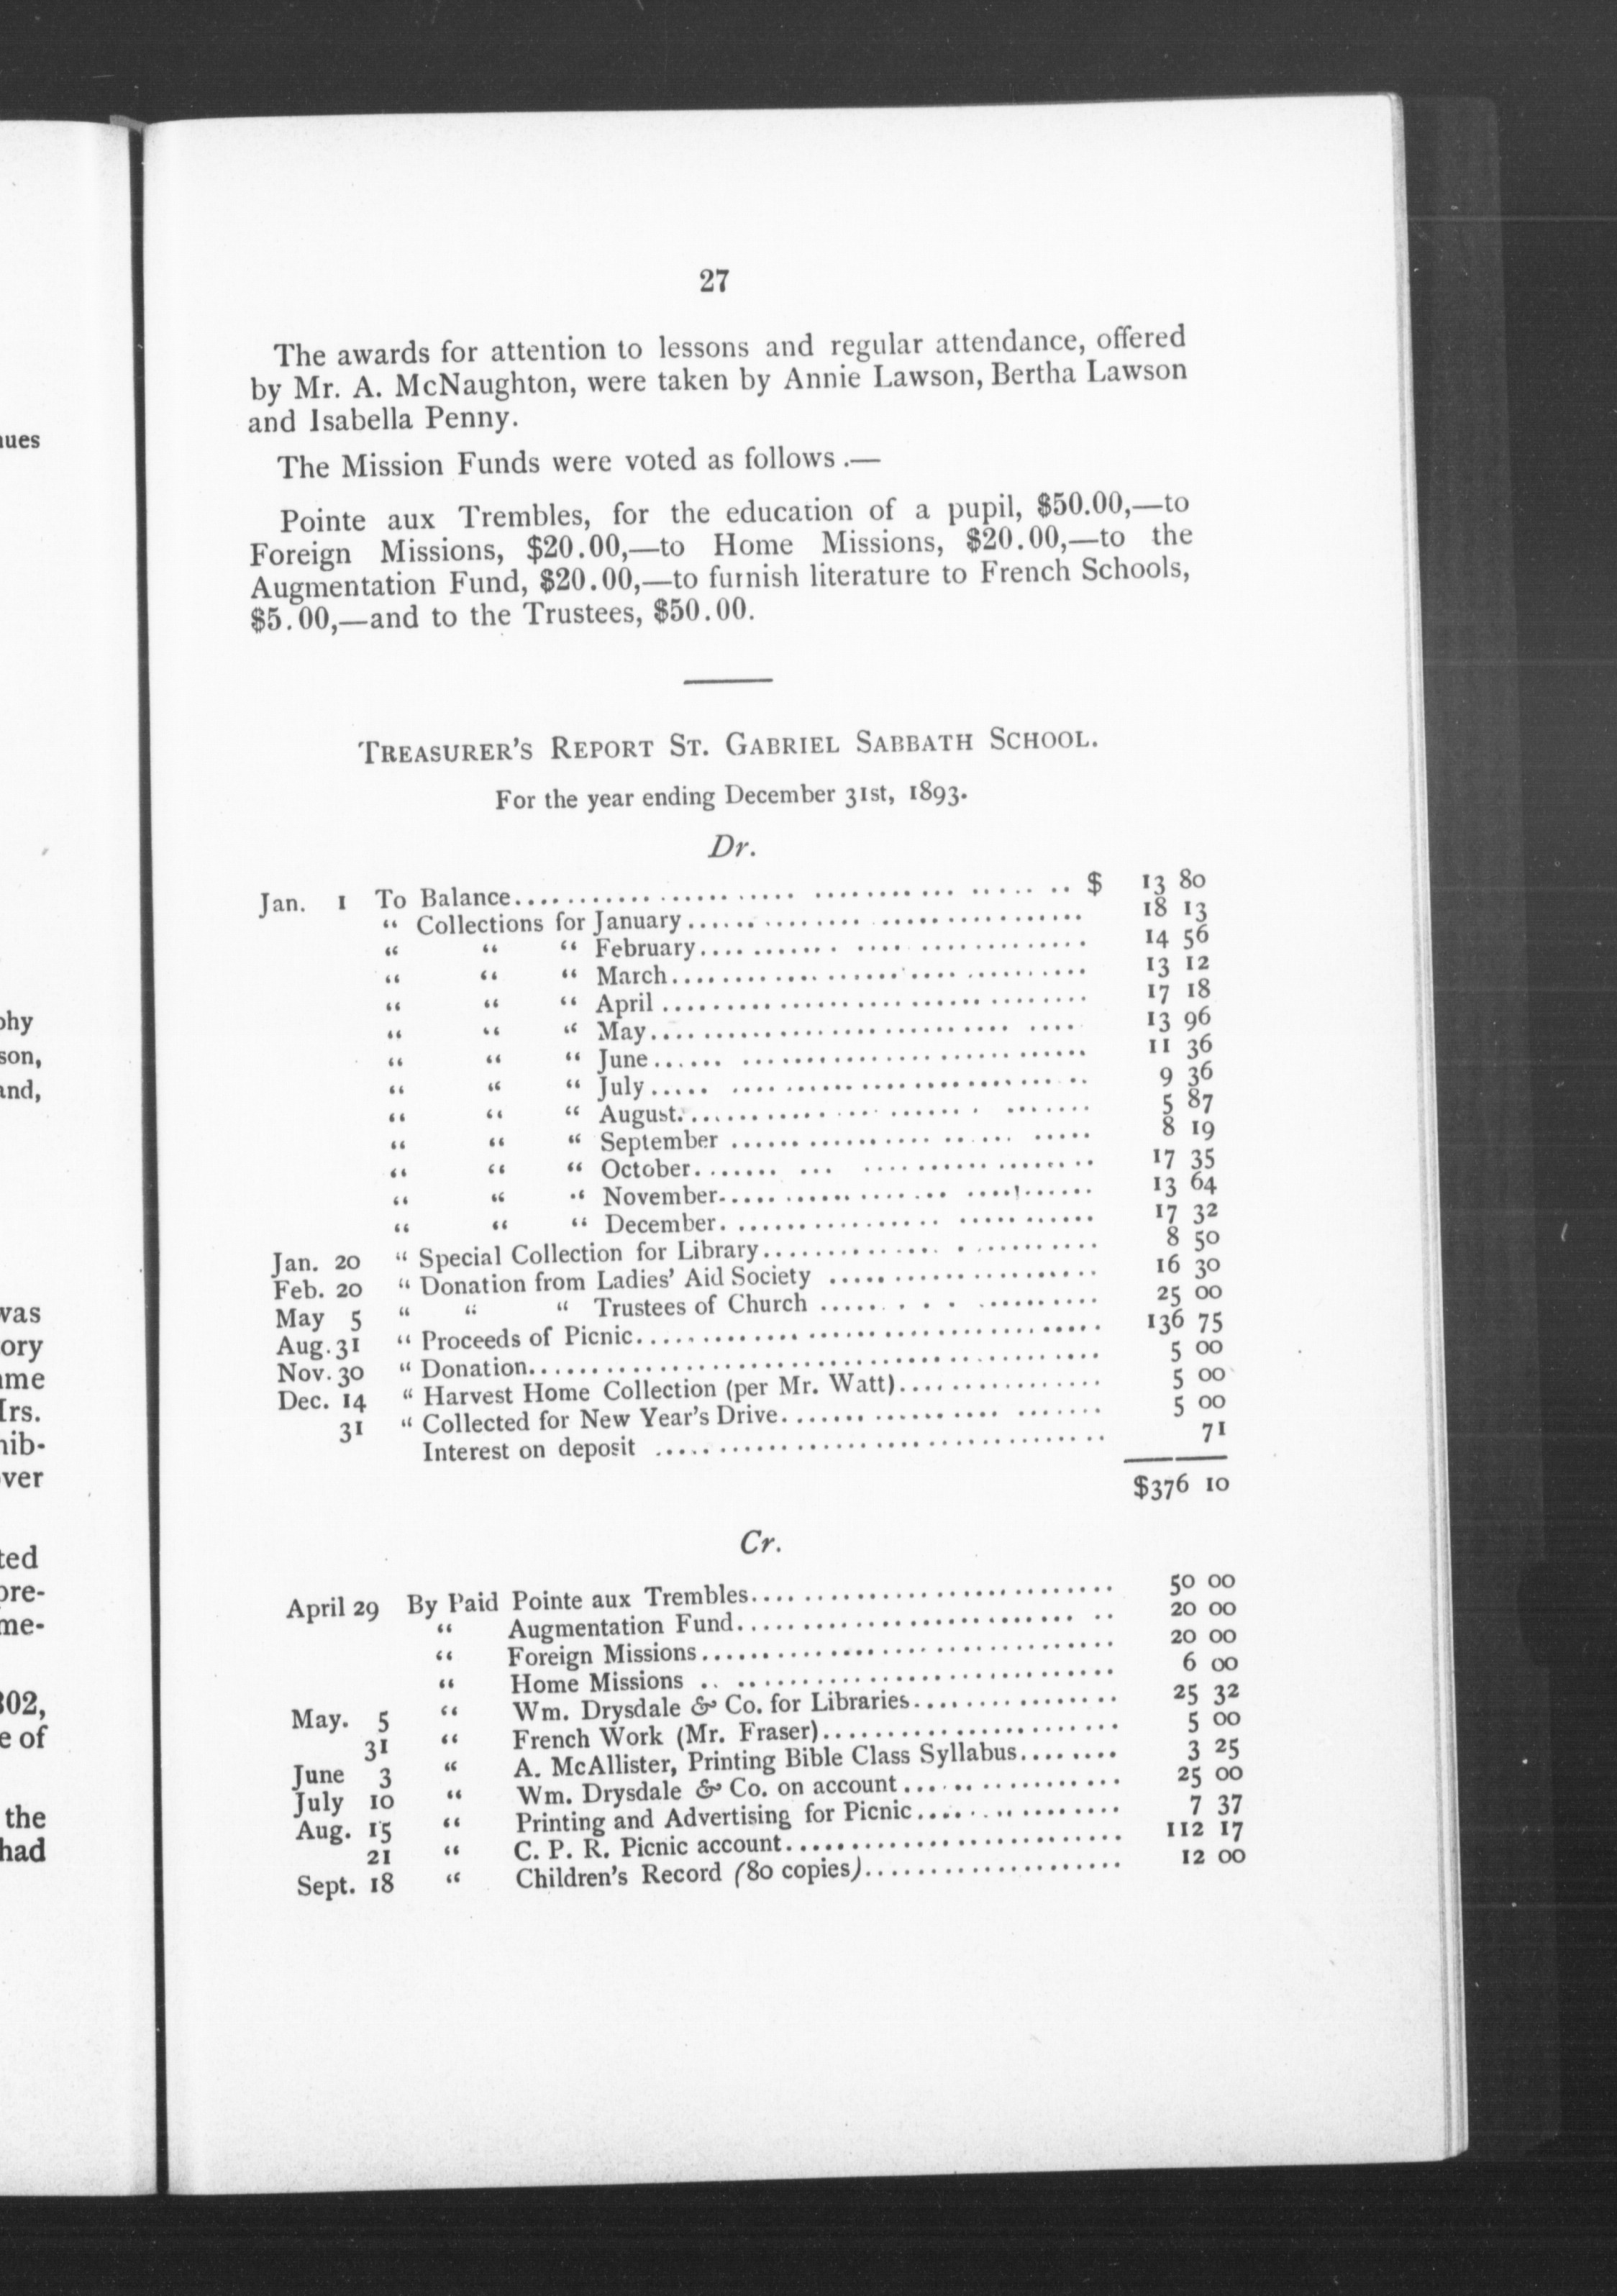 27
The awards for attention to lessons and regular attendance, offered
by Mr. A. McNaughton, were taken by Annie Lawson, Bertha Lawson
and Isabella Penny.
The Mission Funds were voted as follows.—
Pointe aux Trembles, for the education of a pupil, $50.00,—to
Foreign Missions, $20.00,—to Home Missions, $20.00,—to the
Augmentation Fund, $20.00,—to furnish literature to French Schools,
$5.00,—and to the Trustees, $50.00.
TREASURER'S REPORT ST. GABRIEL SABBATH SCHOOL.
For the year ending December 31st, 1893.
Dr.
Jan. 1 To Balance.................... $ 13 80
“ Collections for January.................... 18 13
“ “ “ February.................... 14 56
“ “ “ March.................... 13 12
“ “ “ April.................... 17 18
“ “ “ May.................... 13 96
“ “ “ June.................... 11 36
“ “ “ July.................... 9 36
“ “ “ August.................... 5 87
“ “ “ September.................... 8 19
“ “ “ October.................... 17 35
“ “ “ November.................... 13 64
“ “ “ December.................... 17 32
Jan. 20 “ Special Collection for Library.................... 8 50
Feb. 20 “ Donation from Ladies' Aid Society.................... 16 30
May 5 “ “ “ Trustees of Church.................... 25 00
Aug. 31 “ Proceeds of Picnic.................... 136 75
Nov. 30 “ Donation.................... 5 00
Dec. 14 “ Harvest Home Collection (per Mr. Watt).................... 5 00
31 “ Collected for New Year's Drive.................... 5 00
Interest on deposit.................... 71
$376 10
Cr.
April 29 By Paid Pointe aux Trembles.................... 50 00
“ Augmentation Fund.................... 20 00
“ Foreign Missions.................... 20 00
“ Home Missions.................... 6 00
May. 5 “ Wm. Drysdale & Co. for Libraries.................... 25 32
31 “ French Work (Mr. Fraser).................... 5 00
June 3 “ A. McAllister, Printing Bible Class Syllabus........ 3 25
July 10 “ Wm. Drysdale & Co. on account.................... 25 00
Aug. 15 “ Printing and Advertising for Picnic.................... 7 37
21 “ C. P. R. Picnic account.................... 112 17
Sept. 18 “ Children's Record (80 copies).................... 12 00